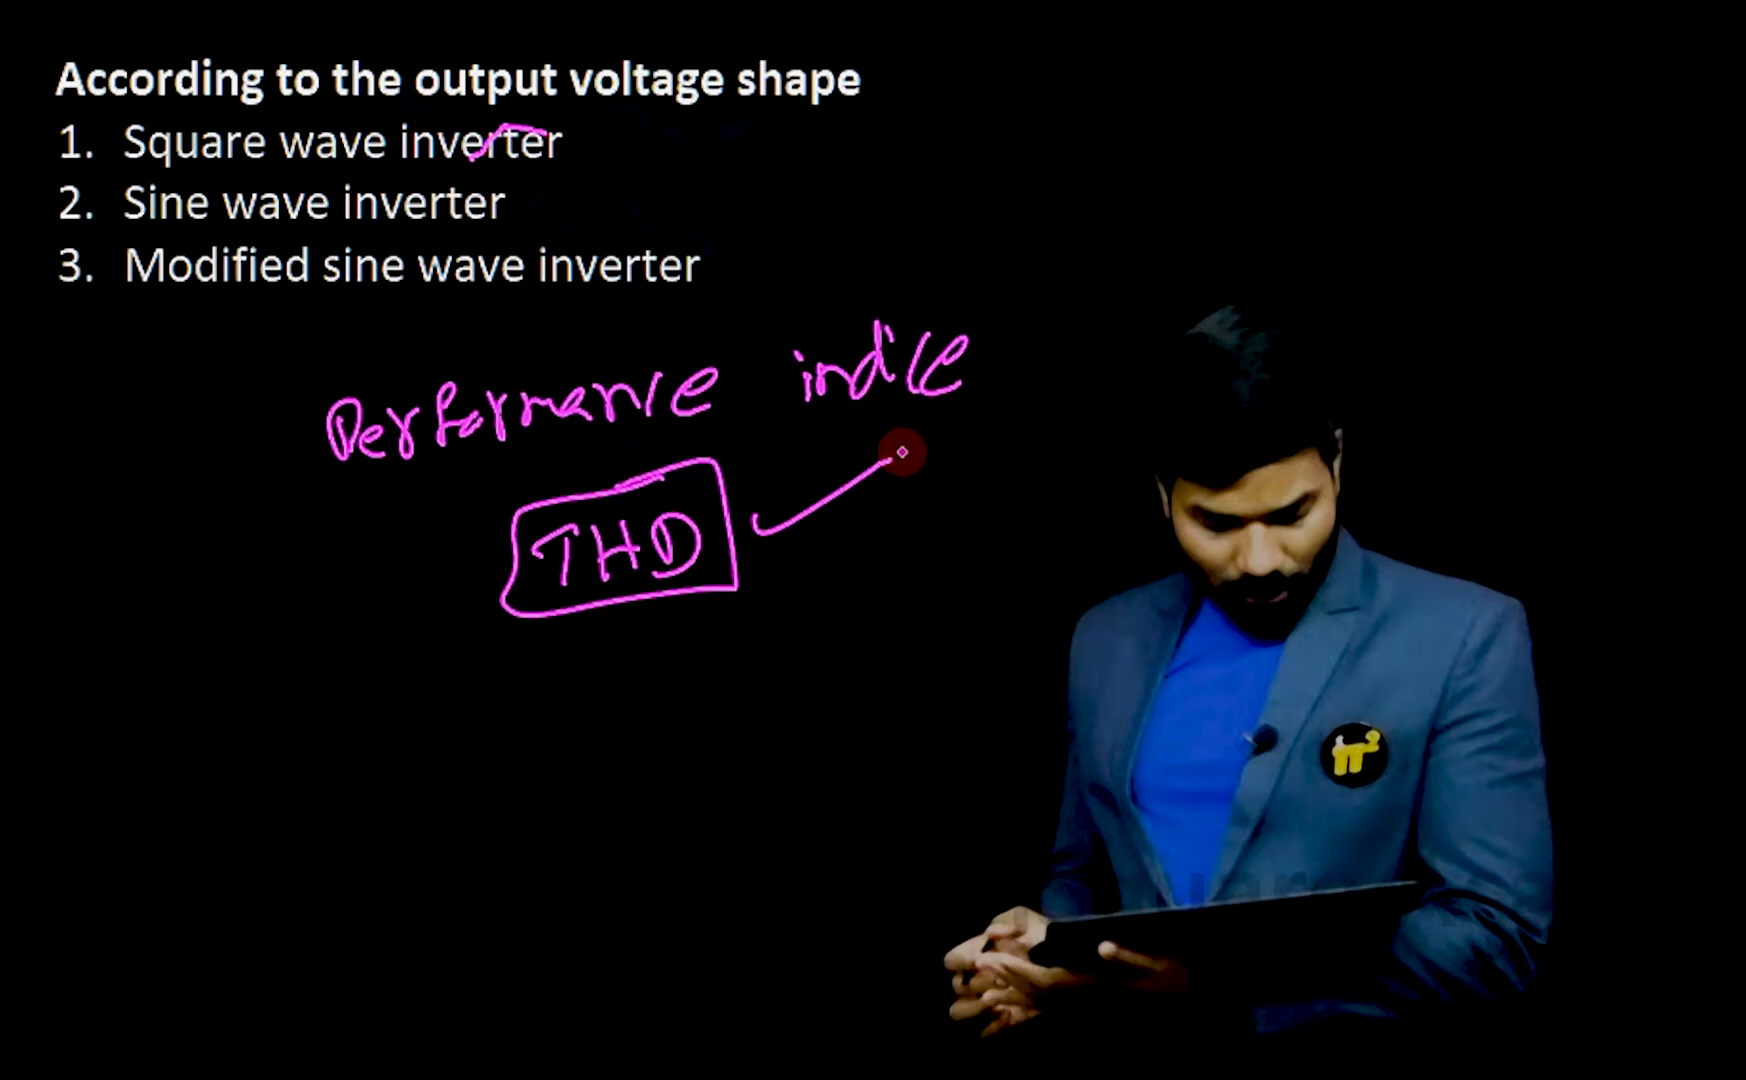 According to the output voltage shape
1. Square wave inverter
2. Sine wave inverter
3. Modified sine wave inverter
Performance indice
THD